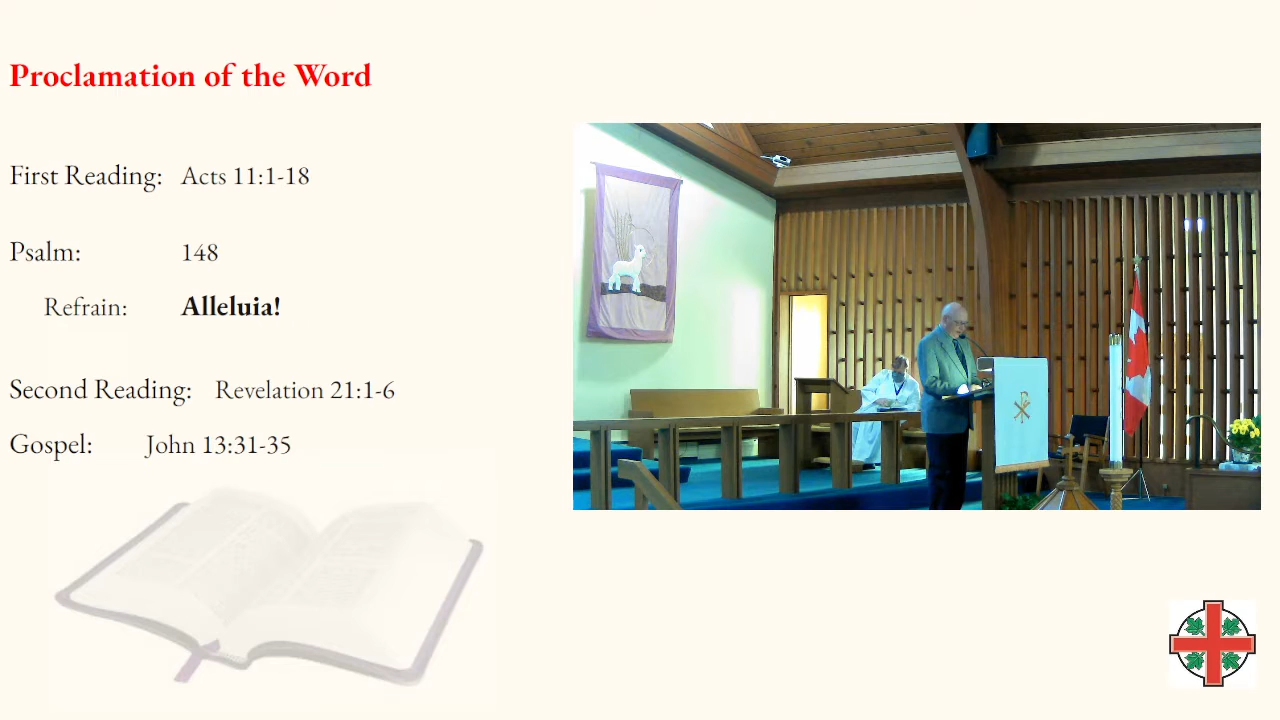 Proclamation of the Word
First Reading: Acts 11:1-18
Psalm: 148
Refrain: Alleluia!
Second Reading: Revelation 21:1-6
Gospel: John 13:31-35